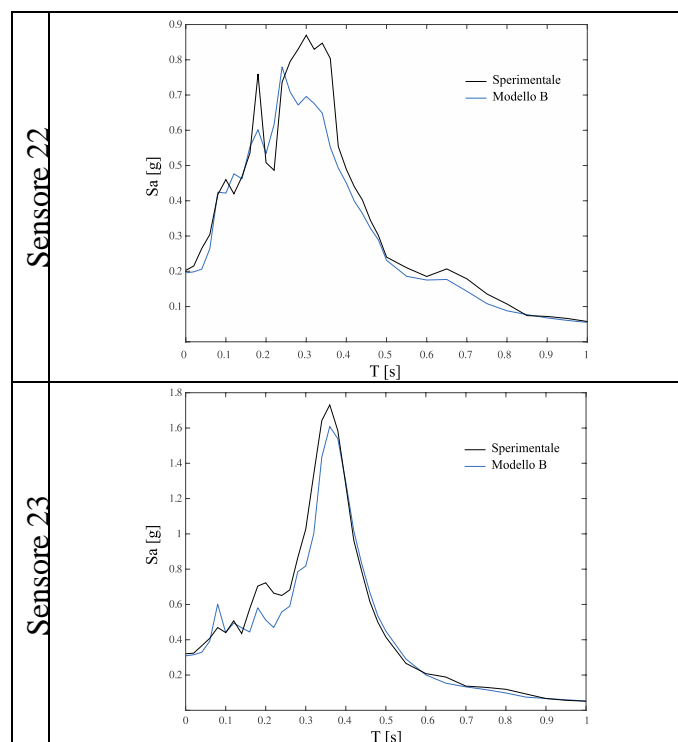 Sensore 22
Sa [g]
0.9
0.8
0.7
0.6
0.5
0.4
0.3
0.2
0.1
Sperimentale
Modello B
0 0.1 0.2 0.3 0.4 0.5 0.6 0.7 0.8 0.9 1
T [s]
Sensore 23
Sa [g]
1.8
1.6
1.4
1.2
1
0.8
0.6
0.4
0.2
Sperimentale
Modello B
0 0.1 0.2 0.3 0.4 0.5 0.6 0.7 0.8 0.9 1
T [s]